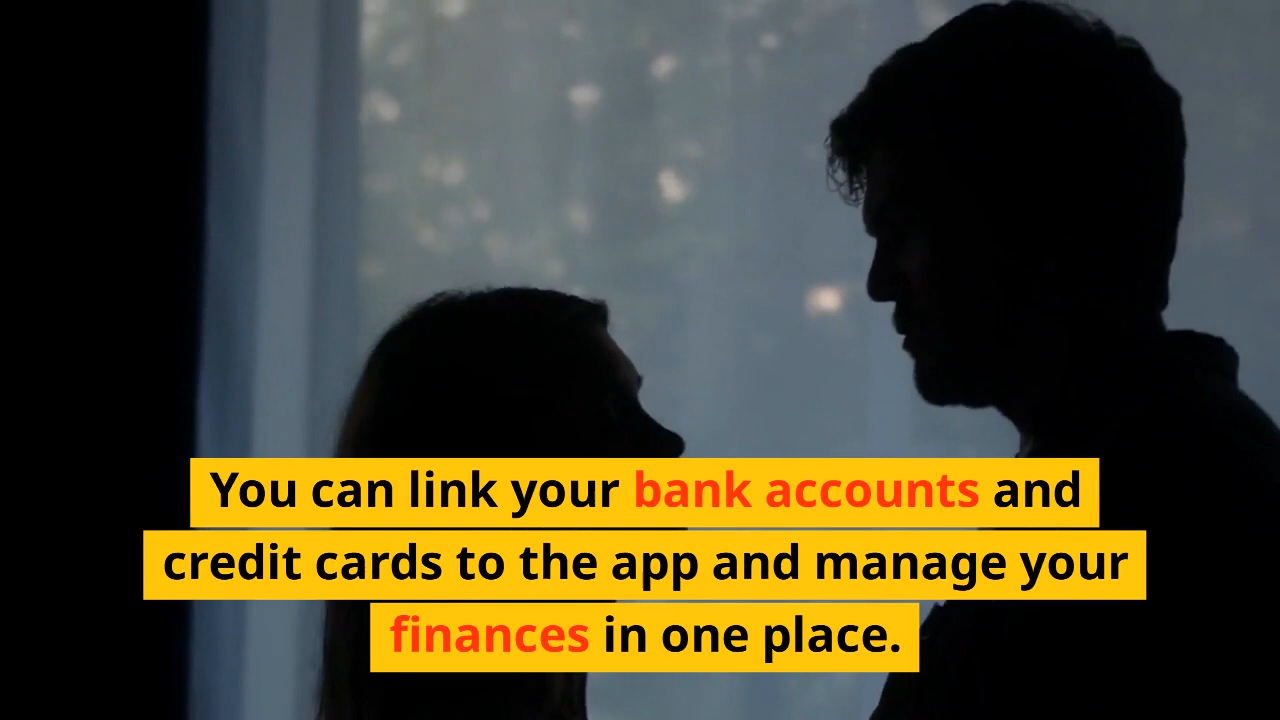 You can link your bank accounts and
credit cards to the app and manage your
finances in one place.